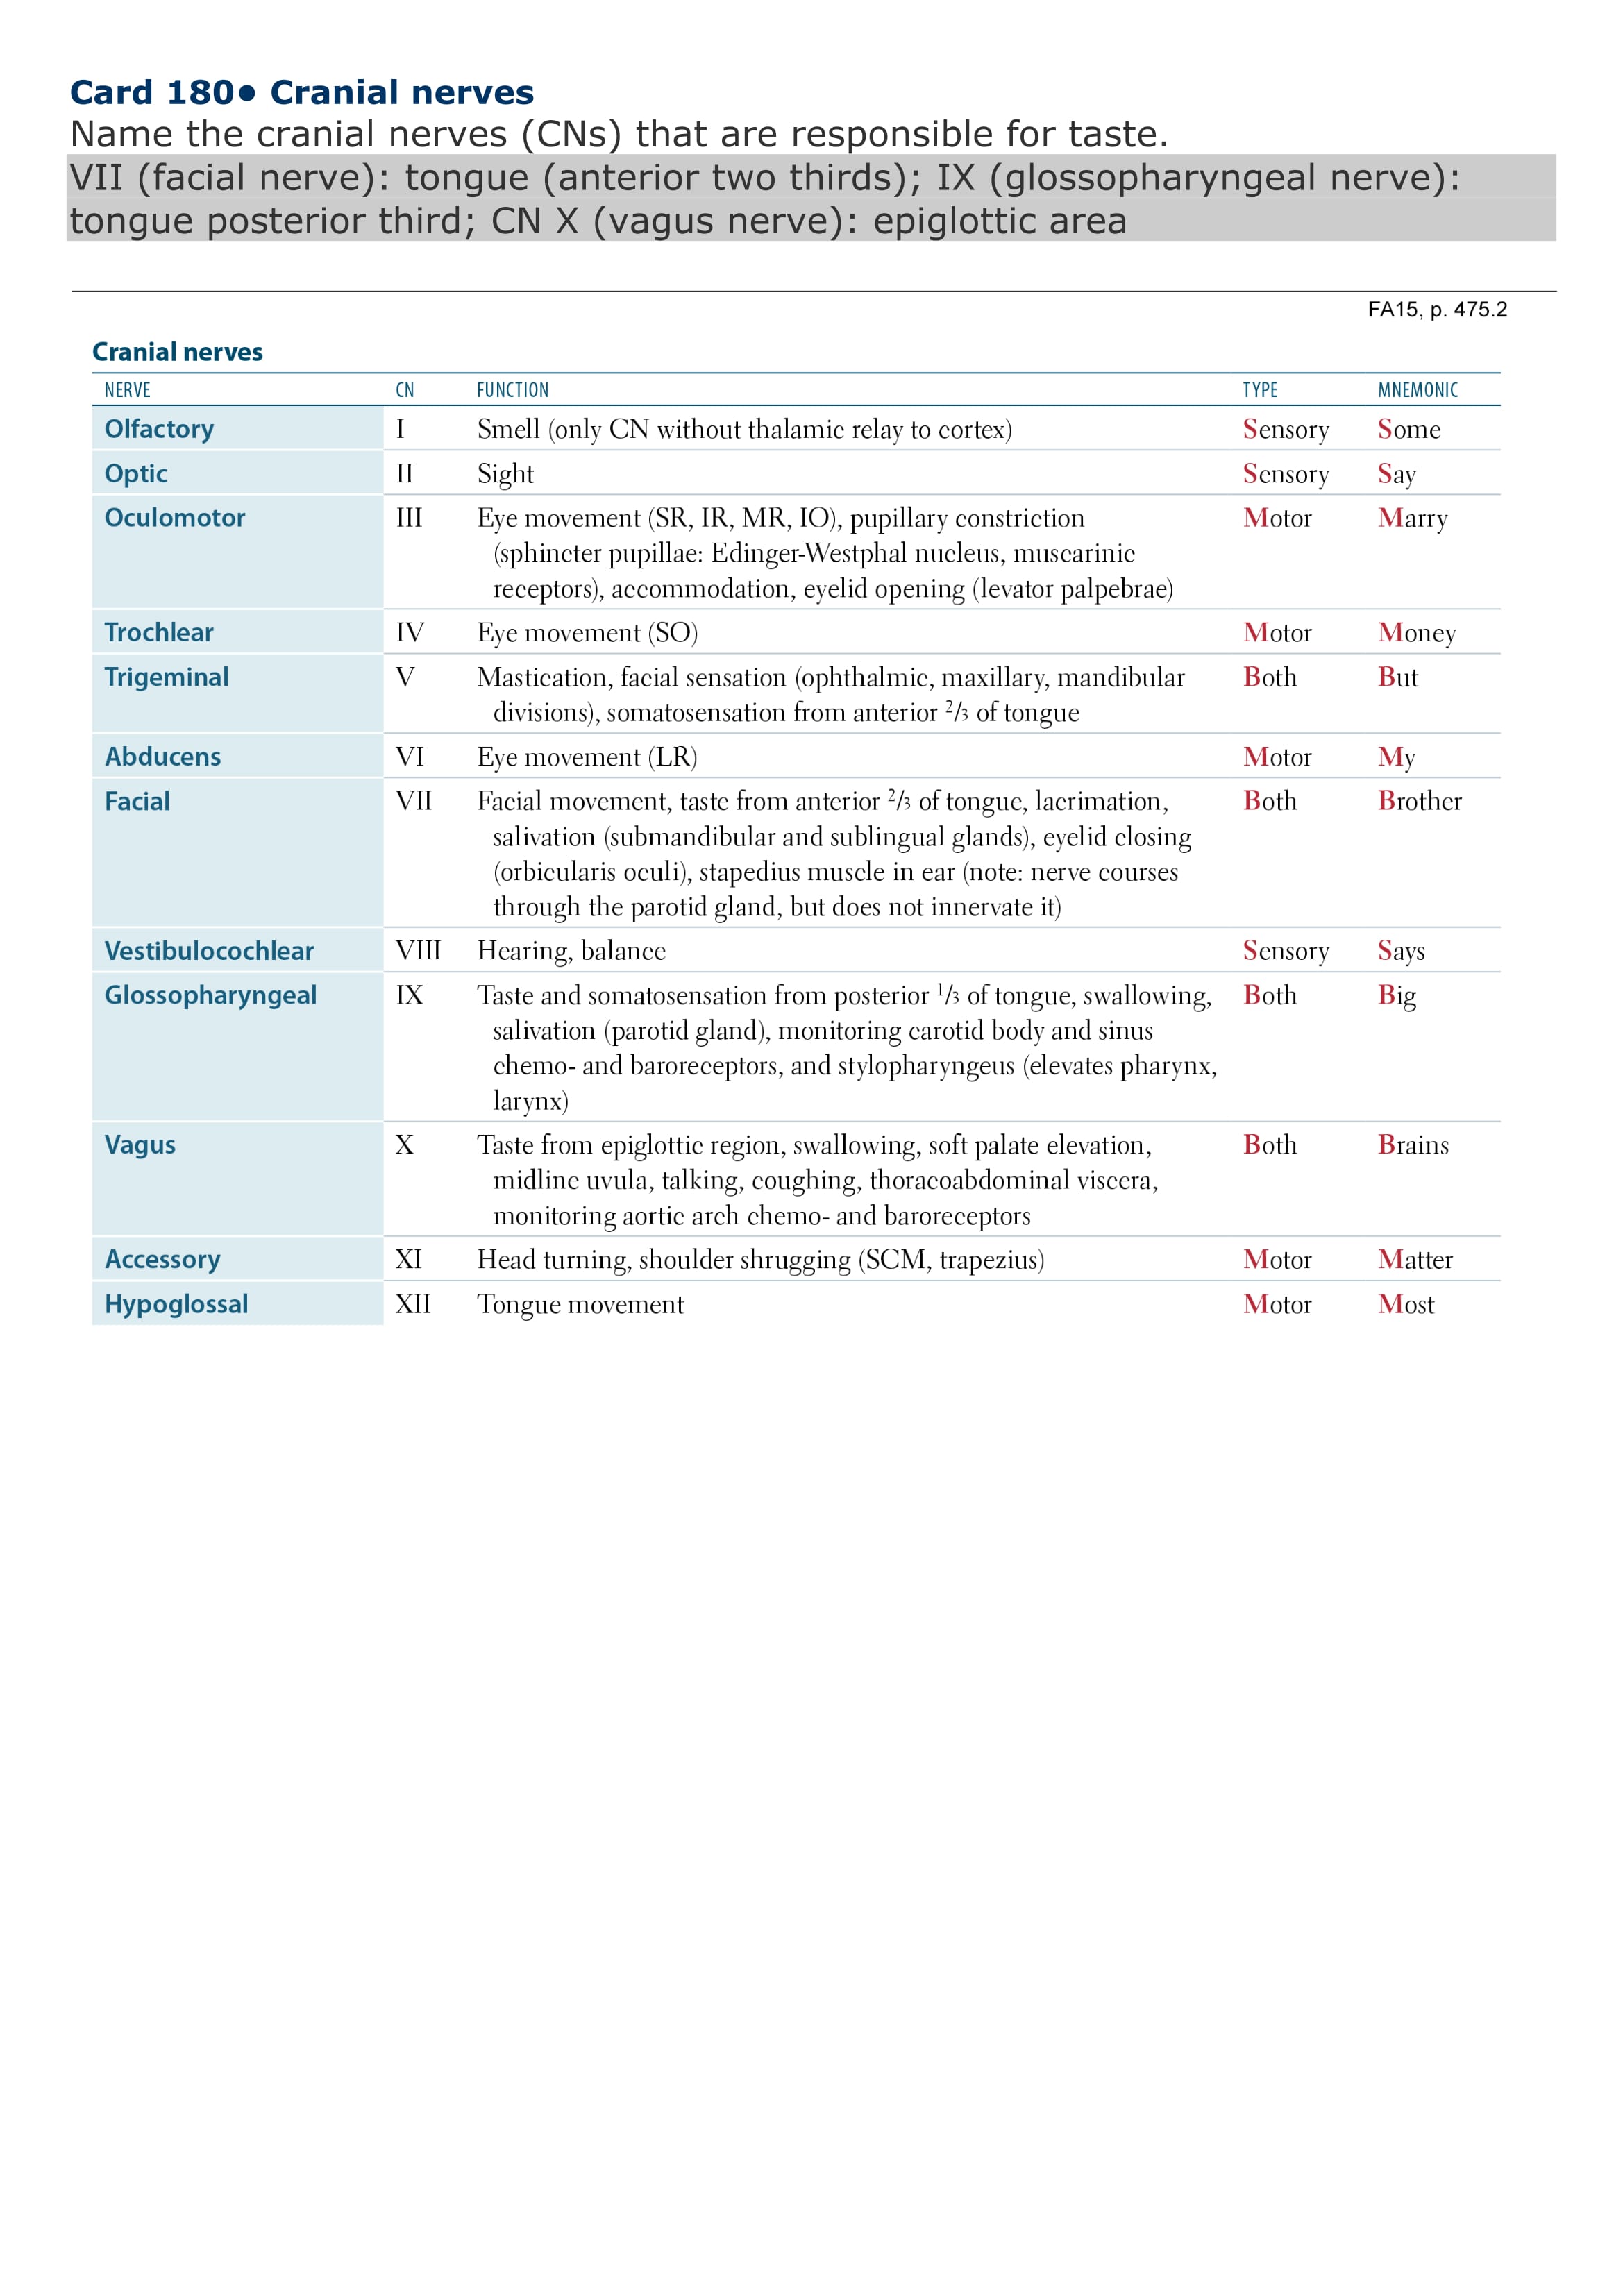 Card 180• Cranial nerves
Name the cranial nerves (CNs) that are responsible for taste.
VII (facial nerve): tongue (anterior two thirds); IX (glossopharyngeal nerve):
tongue posterior third; CN X (vagus nerve): epiglottic area
FA15, p. 475.2
Cranial nerves
NERVE CN FUNCTION TYPE MNEMONIC
Olfactory I Smell (only CN without thalamic relay to cortex) Sensory Some
Optic II Sight Sensory Say
Oculomotor III Eye movement (SR, IR, MR, IO), pupillary constriction Motor Marry
(sphincter pupillae: Edinger-Westphal nucleus, muscarinic
receptors), accommodation, eyelid opening (levator palpebrae)
Trochlear IV Eye movement (SO) Motor Money
Trigeminal V Mastication, facial sensation (ophthalmic, maxillary, mandibular Both But
divisions), somatosensation from anterior 2/3 of tongue
Abducens VI Eye movement (LR) Motor My
Facial VII Facial movement, taste from anterior 2/3 of tongue, lacrimation, Both Brother
salivation (submandibular and sublingual glands), eyelid closing
(orbicularis oculi), stapedius muscle in ear (note: nerve courses
through the parotid gland, but does not innervate it)
Vestibulocochlear VIII Hearing, balance Sensory Says
Glossopharyngeal IX Taste and somatosensation from posterior 1/3 of tongue, swallowing, Both Big
salivation (parotid gland), monitoring carotid body and sinus
chemo- and baroreceptors, and stylopharyngeus (elevates pharynx,
larynx)
Vagus X Taste from epiglottic region, swallowing, soft palate elevation, Both Brains
midline uvula, talking, coughing, thoracoabdominal viscera,
monitoring aortic arch chemo- and baroreceptors
Accessory XI Head turning, shoulder shrugging (SCM, trapezius) Motor Matter
Hypoglossal XII Tongue movement Motor Most